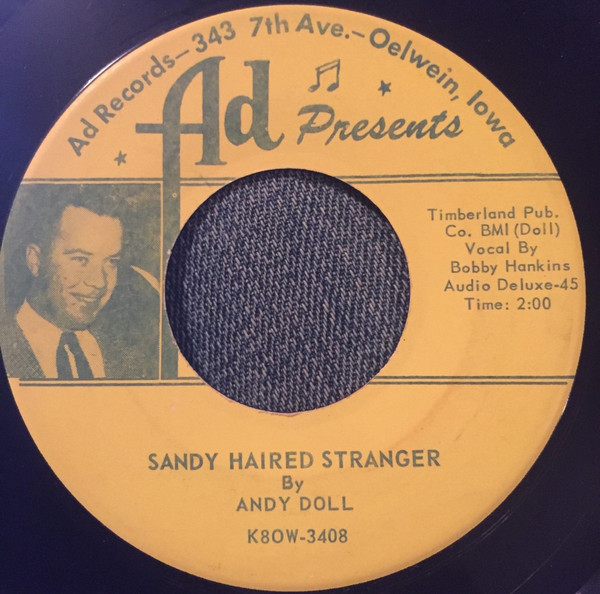 Ad Records-343 7th Ave.-Oelwein, Iowa
Ad Presents
Timberland Pub.
Co. BMI (Doll)
Vocal By
Bobby Hankins
Audio Deluxe-45
Time: 2:00
SANDY HAIRED STRANGER
By
ANDY DOLL
K8OW-3408